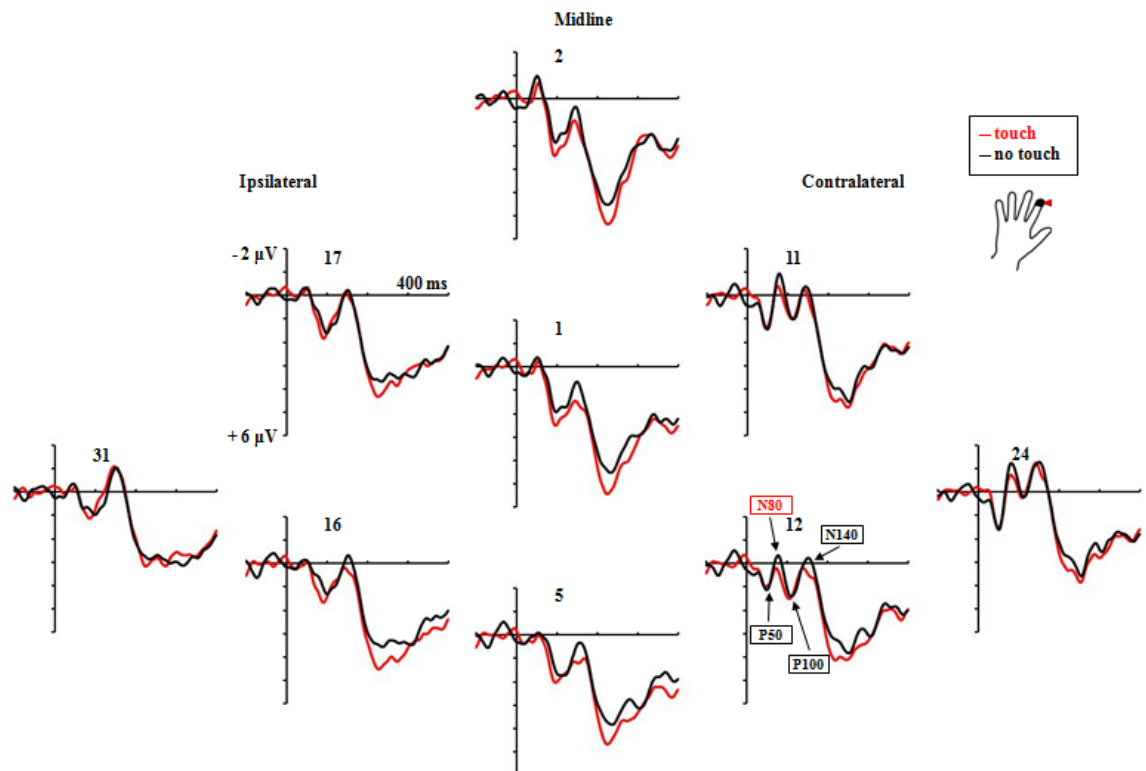 Midline
2
— touch
— no touch
Ipsilateral
Contralateral
- 2 µV
17
400 ms
11
1
+ 6 µV
31
24
16
N80
12
N140
5
P50
P100